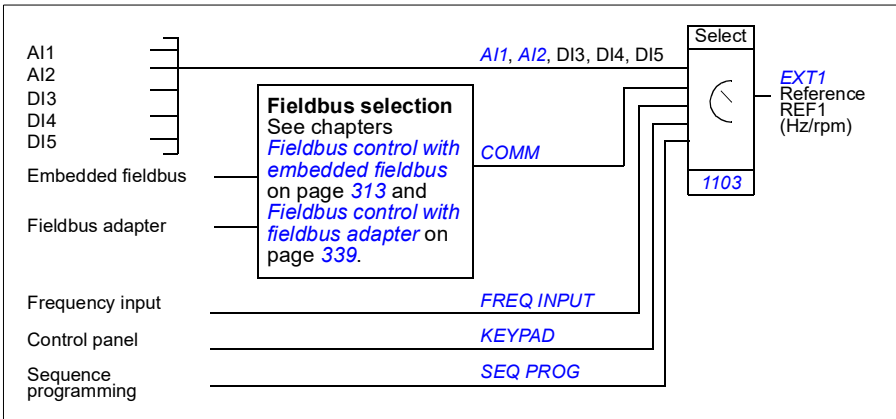 Select
AI1
AI2
DI3
DI4
DI5
AI1, AI2, DI3, DI4, DI5
EXT1
Reference
REF1
(Hz/rpm)
Fieldbus selection
See chapters
Fieldbus control with
embedded fieldbus
on page 313 and
Fieldbus control with
fieldbus adapter on
page 339.
COMM
1103
Embedded fieldbus
Fieldbus adapter
Frequency input
FREQ INPUT
Control panel
KEYPAD
Sequence
programming
SEQ PROG